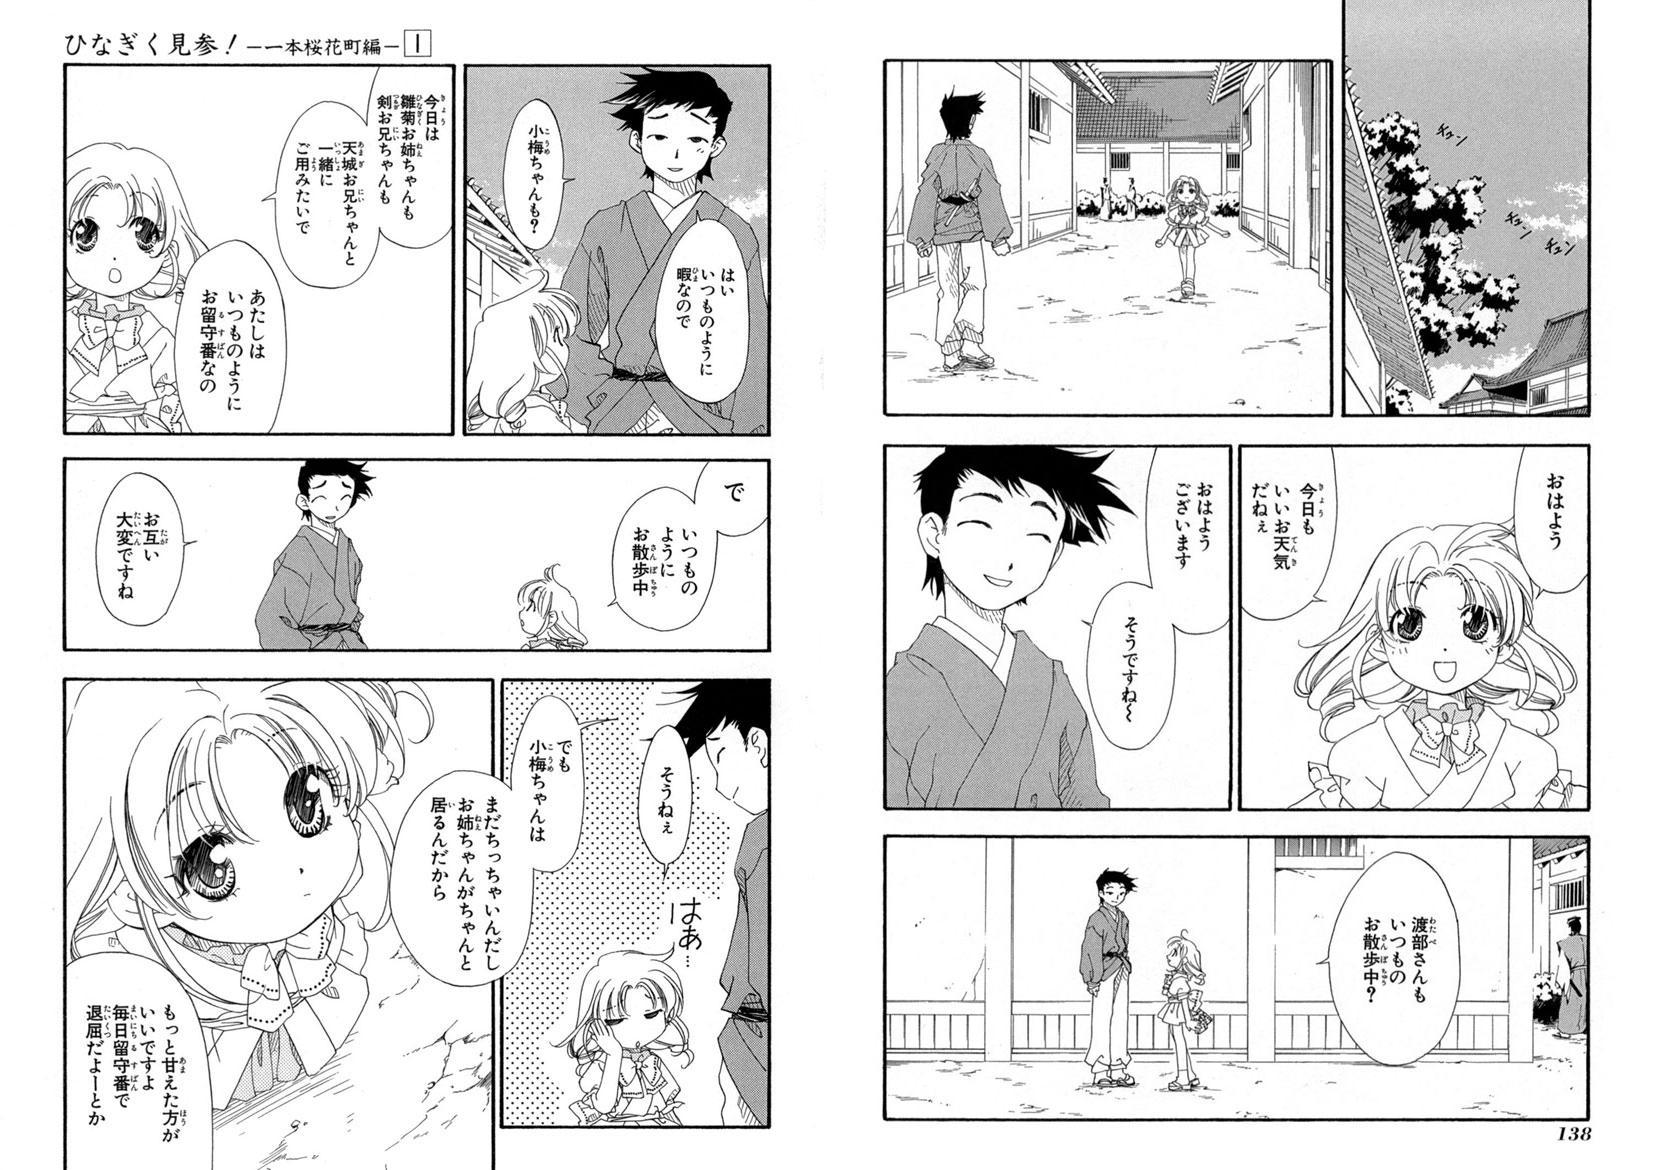 チュン
チュン
チュン
おはよう
今日も
いいお天気
だねぇ
おはよう
ございます
そうですね〜
渡部さんも
いつもの
お散歩中?
138
ひなぎく見参! −一本桜花町編− 1
はい
いつものように
暇なので
小梅ちゃんも?
今日は
雛菊お姉ちゃんも
剣お兄ちゃんも
天城お兄ちゃんと
一緒に
ご用みたいで
あたしは
いつものように
お留守番なの
で
いつもの
ように
お散歩中
お互い
大変ですね
そうねぇ
はあ…
でも
小梅ちゃんは
まだちっちゃいんだし
お姉ちゃんがちゃんと
居るんだから
もっと甘えた方が
いいですよ
毎日留守番で
退屈だよーとか